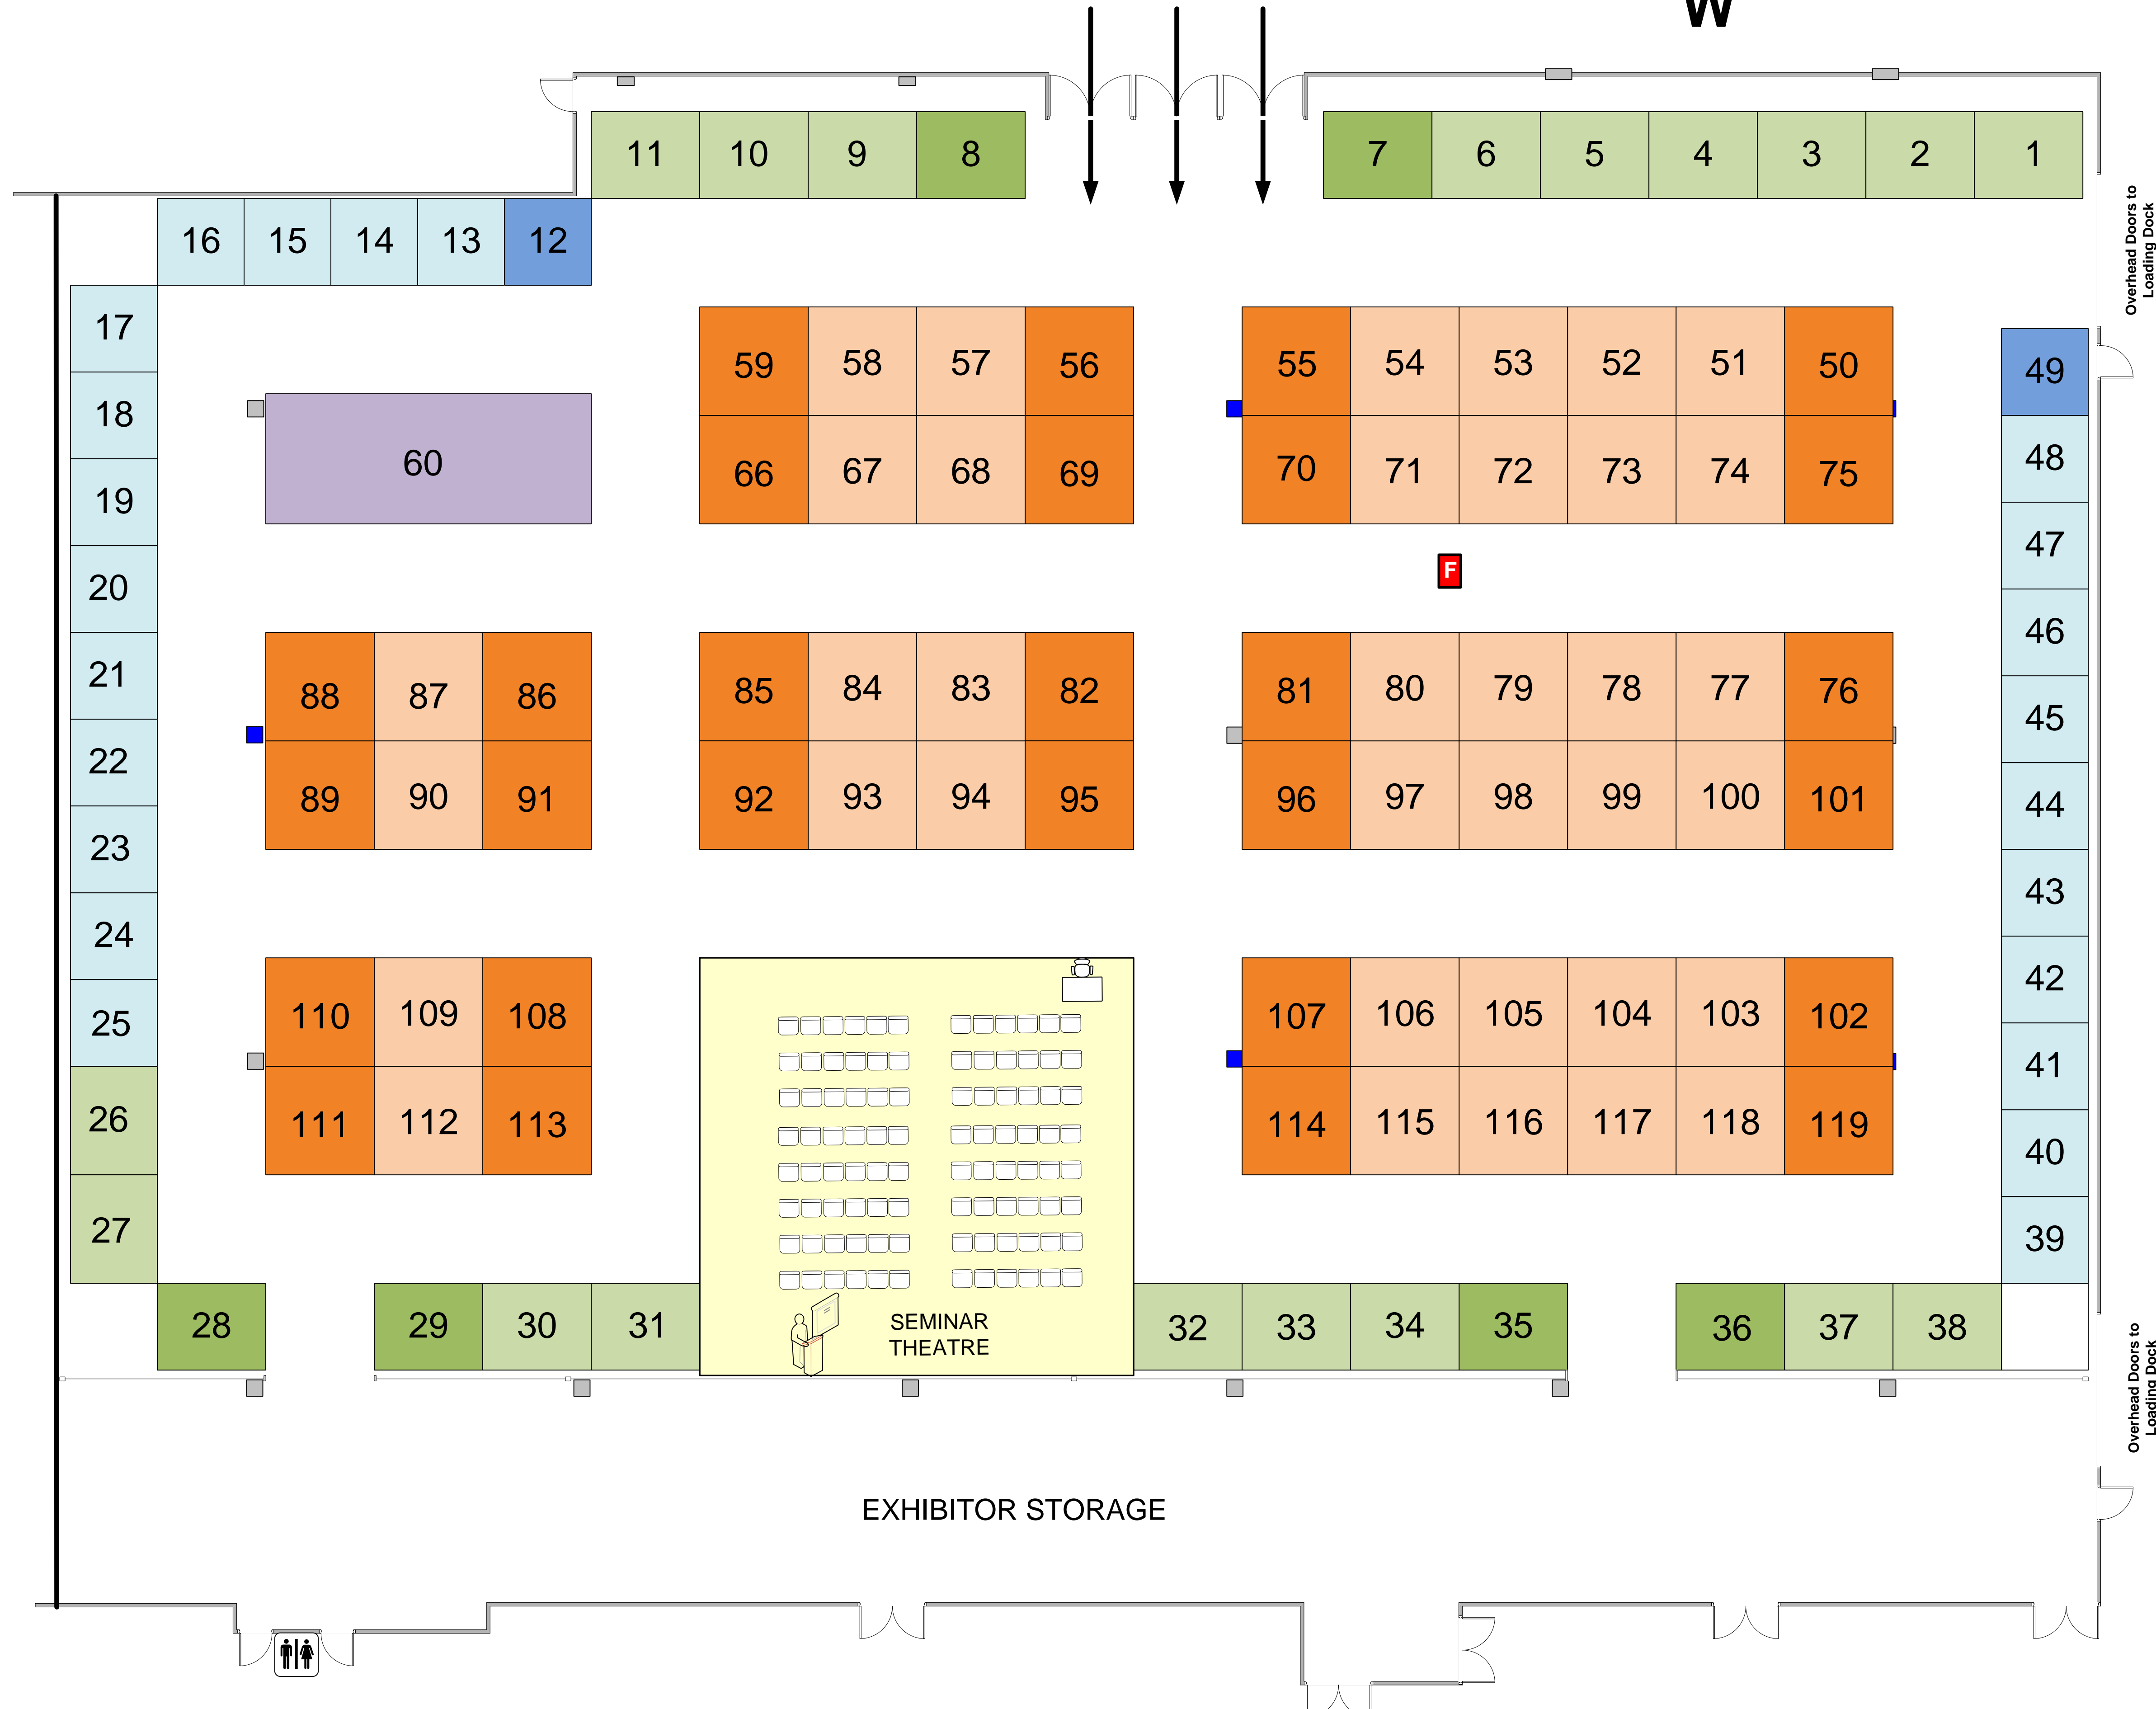 W
11 10 9 8 7 6 5 4 3 2 1
Overhead Doors to
Loading Dock
16 15 14 13 12
17
59 58 57 56 55 54 53 52 51 50 49
18
60
66 67 68 69 70 71 72 73 74 75 48
19
47
F
20
46
21
88 87 86 85 84 83 82 81 80 79 78 77 76 45
22
89 90 91 92 93 94 95 96 97 98 99 100 101 44
23
43
24
42
110 109 108 107 106 105 104 103 102
25
41
26
111 112 113 114 115 116 117 118 119 40
27
39
28 29 30 31 32 33 34 35 36 37 38
SEMINAR
THEATRE
Overhead Doors to
Loading Dock
EXHIBITOR STORAGE